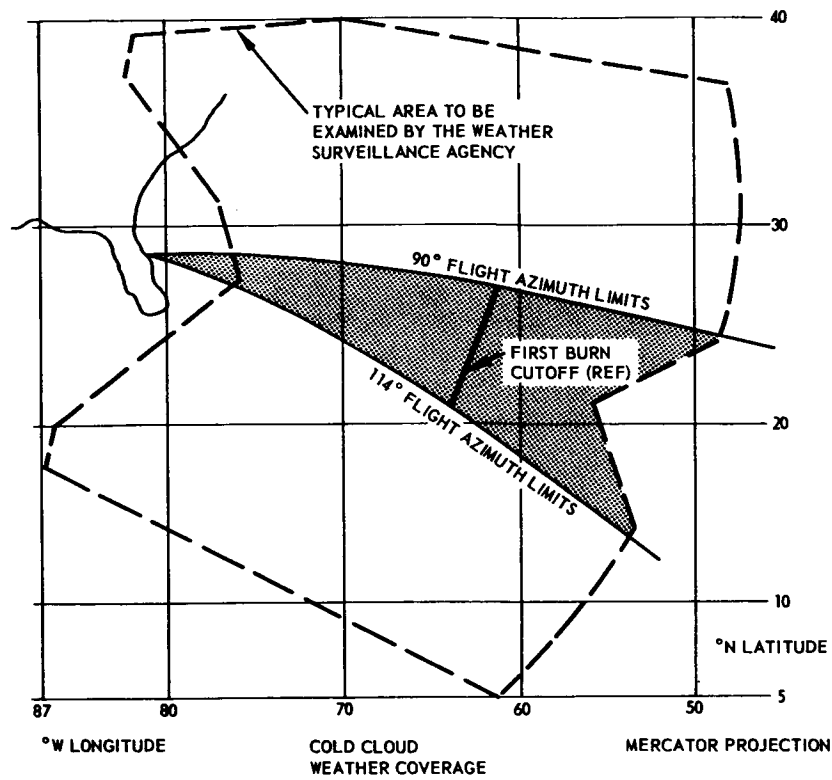 40
TYPICAL AREA TO BE
EXAMINED BY THE WEATHER
SURVEILLANCE AGENCY
30
90° FLIGHT AZIMUTH LIMITS
FIRST BURN
CUTOFF (REF)
114° FLIGHT AZIMUTH LIMITS
20
10
°N LATITUDE
5
87 80 70 60 50
°W LONGITUDE
COLD CLOUD
WEATHER COVERAGE
MERCATOR PROJECTION